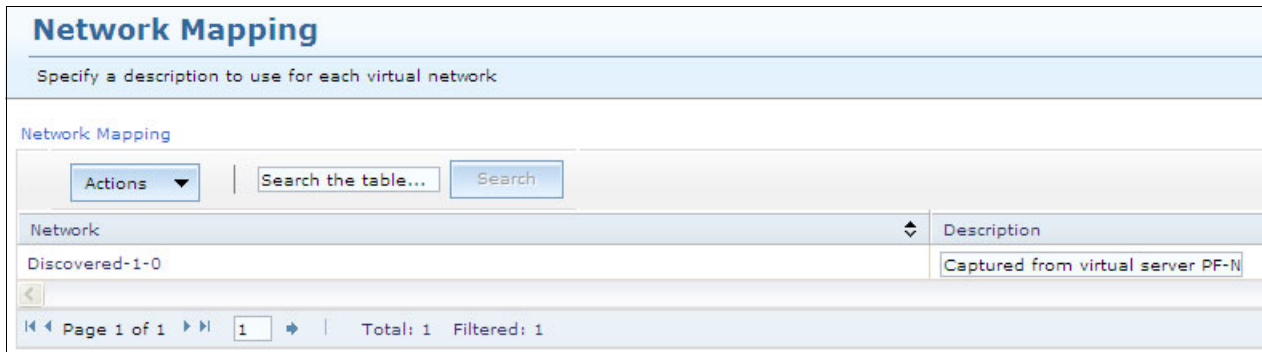 Network Mapping
Specify a description to use for each virtual network
Network Mapping
Actions Search the table... Search
Network Description
Discovered-1-0 Captured from virtual server PF-N
Page 1 of 1 1 Total: 1 Filtered: 1